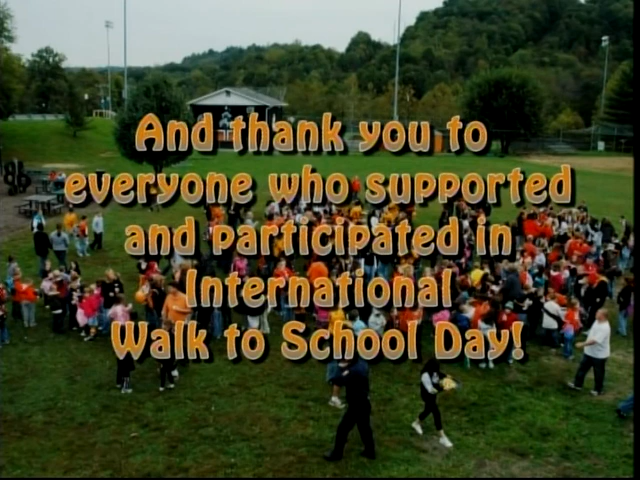 And thank you to
everyone who supported
and participated in
International
Walk to School Day!